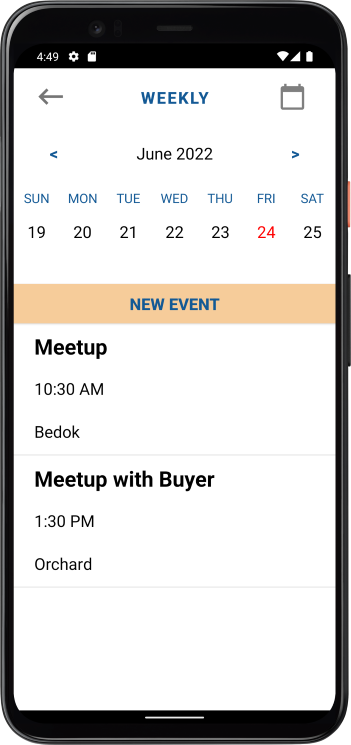 4:49
WEEKLY
< June 2022 >
SUN MON TUE WED THU FRI SAT
19 20 21 22 23 24 25
NEW EVENT
Meetup
10:30 AM
Bedok
Meetup with Buyer
1:30 PM
Orchard